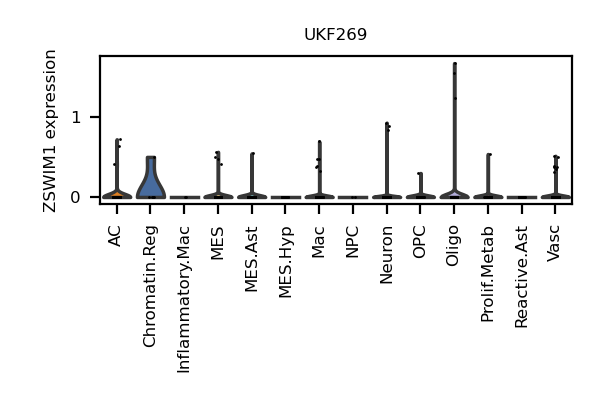 UKF269
ZSWIM1 expression
1
0
AC
Chromatin.Reg
Inflammatory.Mac
MES
MES.Ast
MES.Hyp
Mac
NPC
Neuron
OPC
Oligo
Prolif.Metab
Reactive.Ast
Vasc